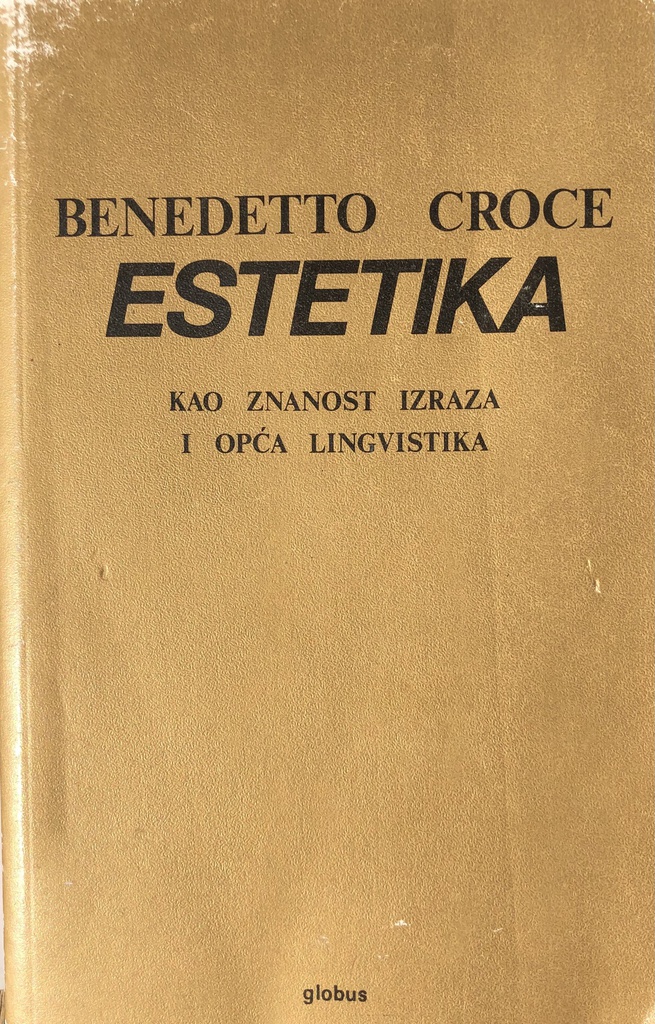 BENEDETTO CROCE
ESTETIKA
KAO ZNANOST IZRAZA
I OPĆA LINGVISTIKA
globus